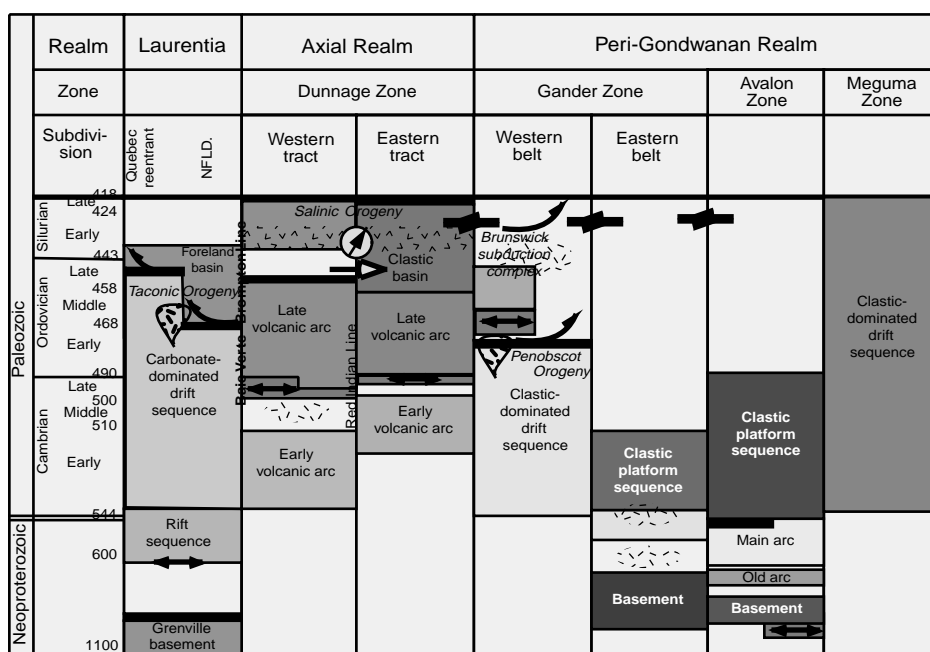 Realm
Laurentia
Axial Realm
Peri-Gondwanan Realm
Zone
Dunnage Zone
Gander Zone
Avalon
Zone
Meguma
Zone
Subdivi-
sion
Quebec
reentrant
NFLD.
Western
tract
Eastern
tract
Western
belt
Eastern
belt
Paleozoic
Silurian
418
Late
424
Early
443
Ordovician
Late
458
Middle
468
Early
490
Cambrian
Late
500
Middle
510
Early
544
Neoproterozoic
600
1100
Foreland
basin
Taconic Orogeny
Carbonate-
dominated
drift
sequence
Rift
sequence
Grenville
basement
Baie Verte Brompton line
Salinic Orogeny
Late
volcanic arc
Early
volcanic arc
Red Indian Line
Clastic
basin
Late
volcanic arc
Early
volcanic arc
Brunswick
subduction
complex
Penobscot
Orogeny
Clastic-
dominated
drift
sequence
Clastic
platform
sequence
Basement
Clastic
platform
sequence
Main arc
Old arc
Basement
Clastic-
dominated
drift
sequence